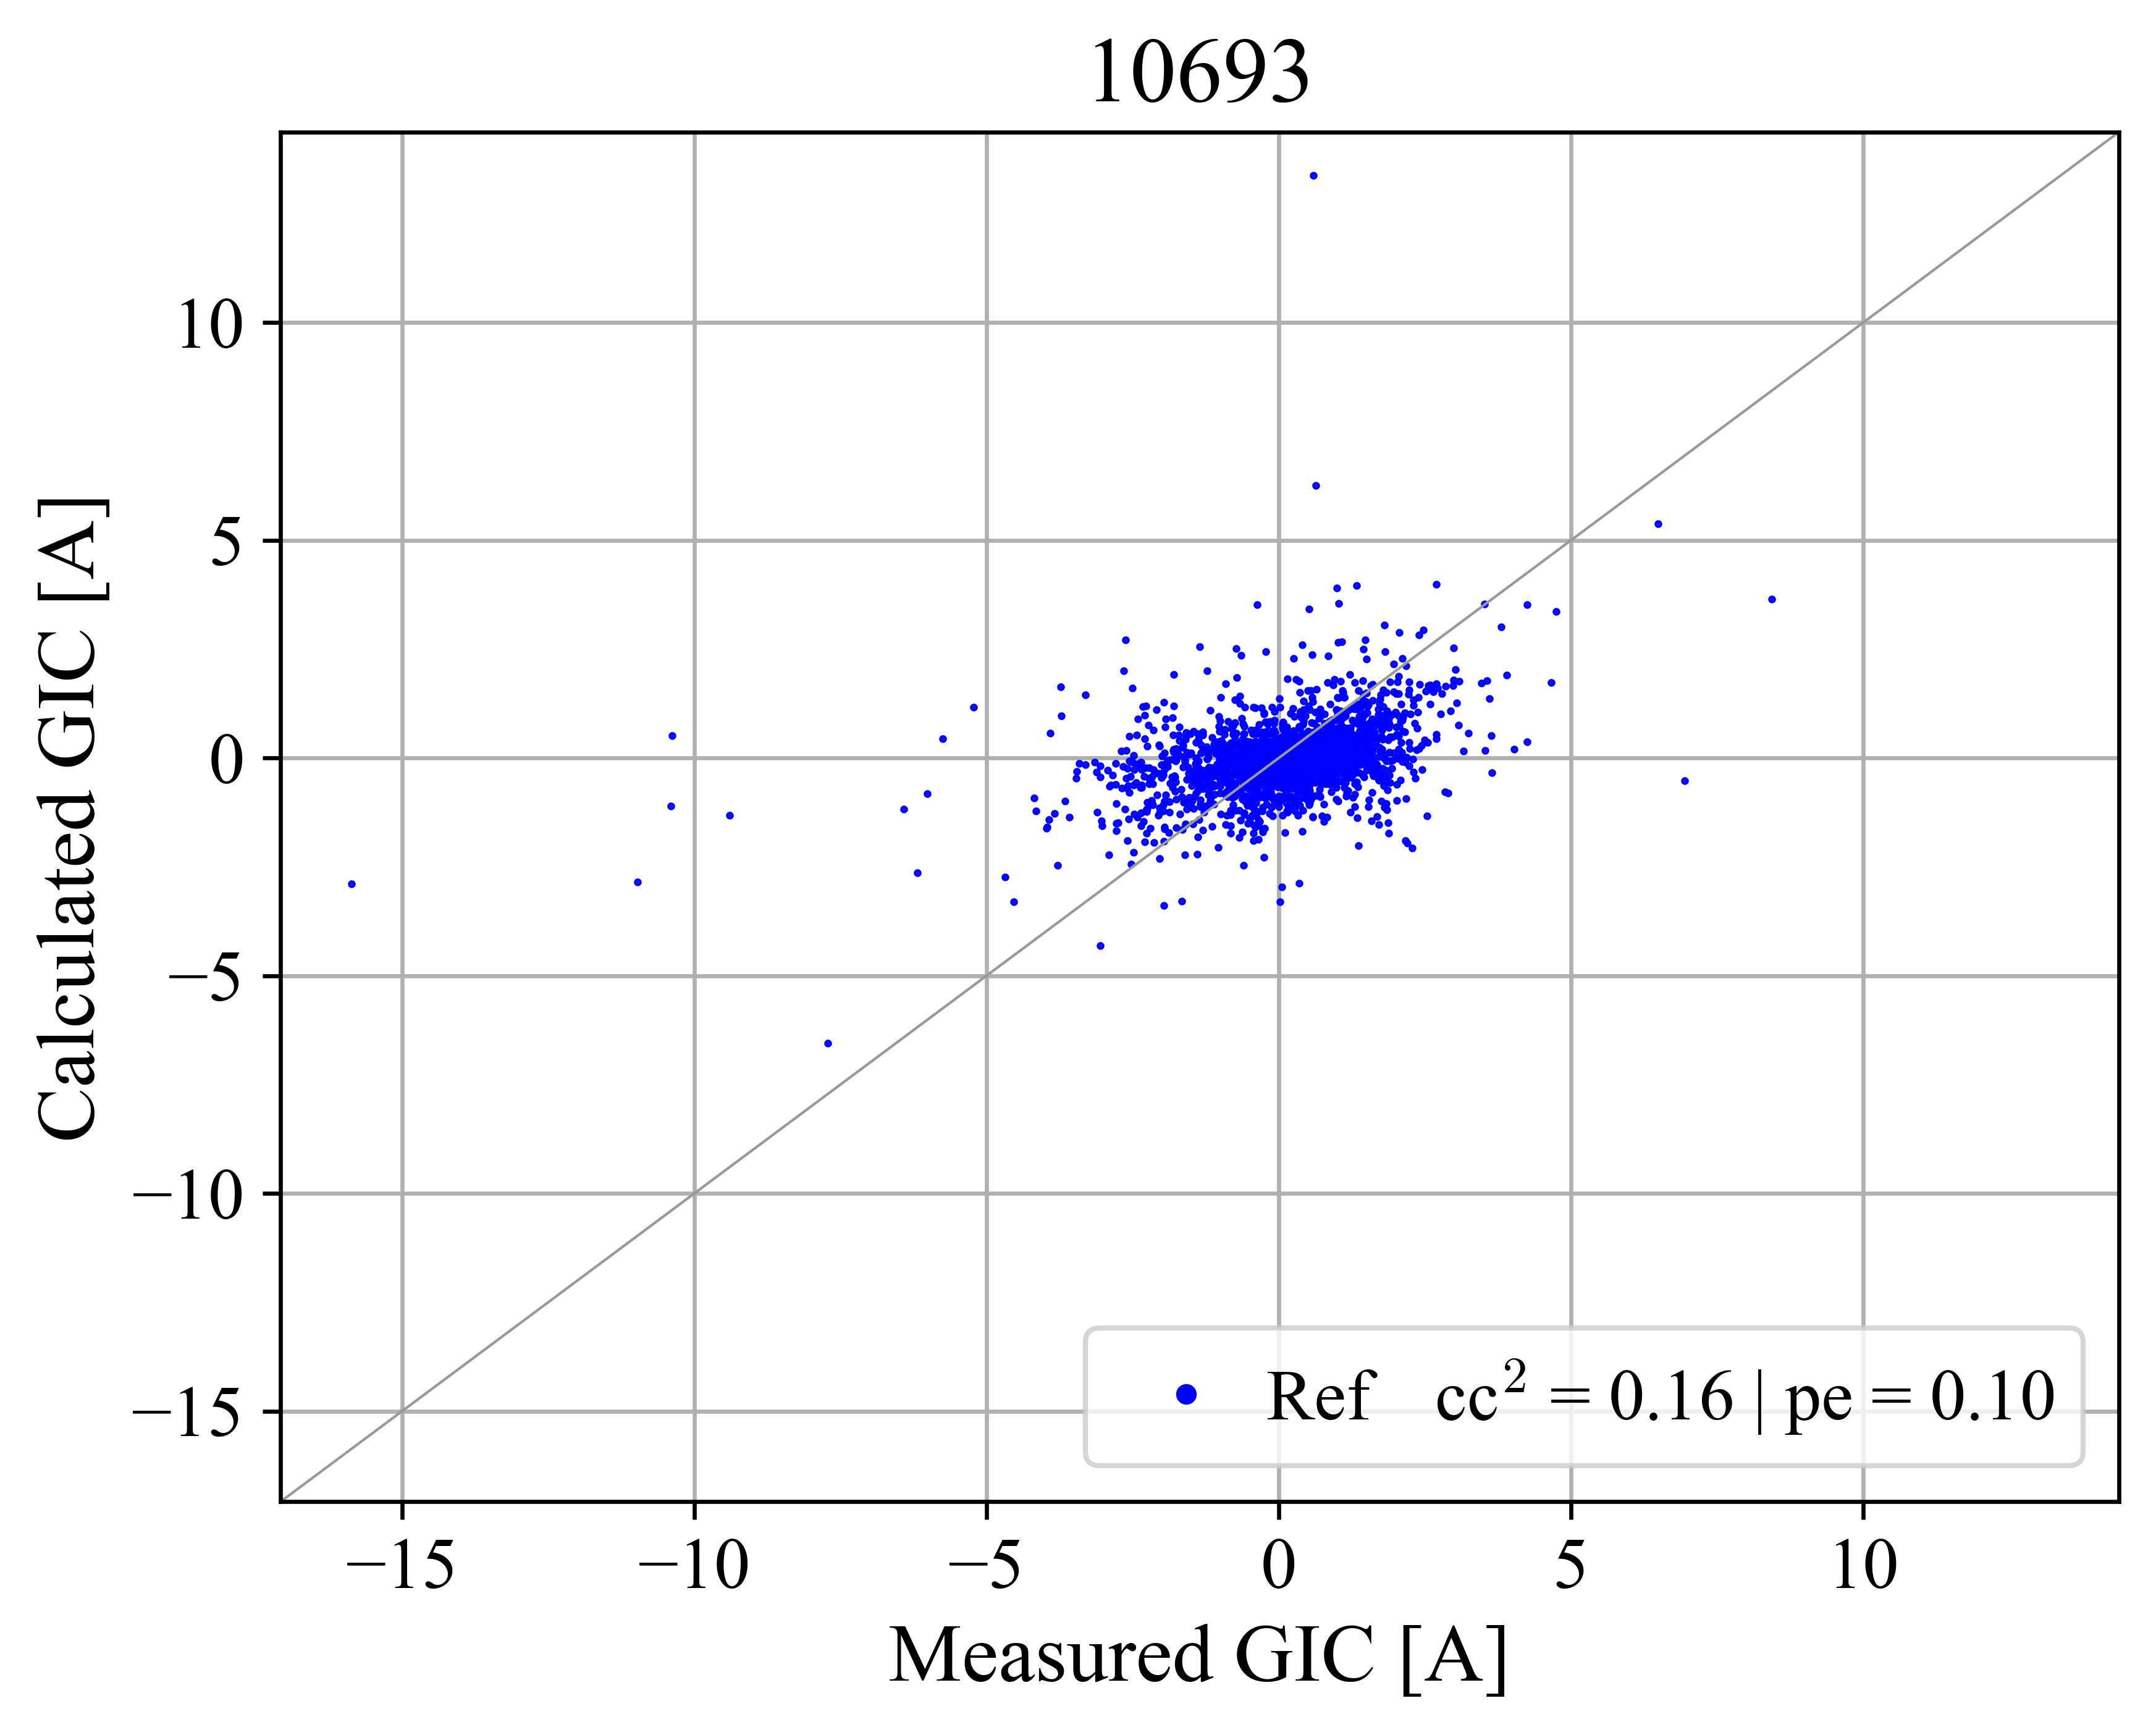 10693
Calculated GIC [A]
10
5
0
−5
−10
−15
Ref cc² = 0.16 | pe = 0.10
−15 −10 −5 0 5 10
Measured GIC [A]